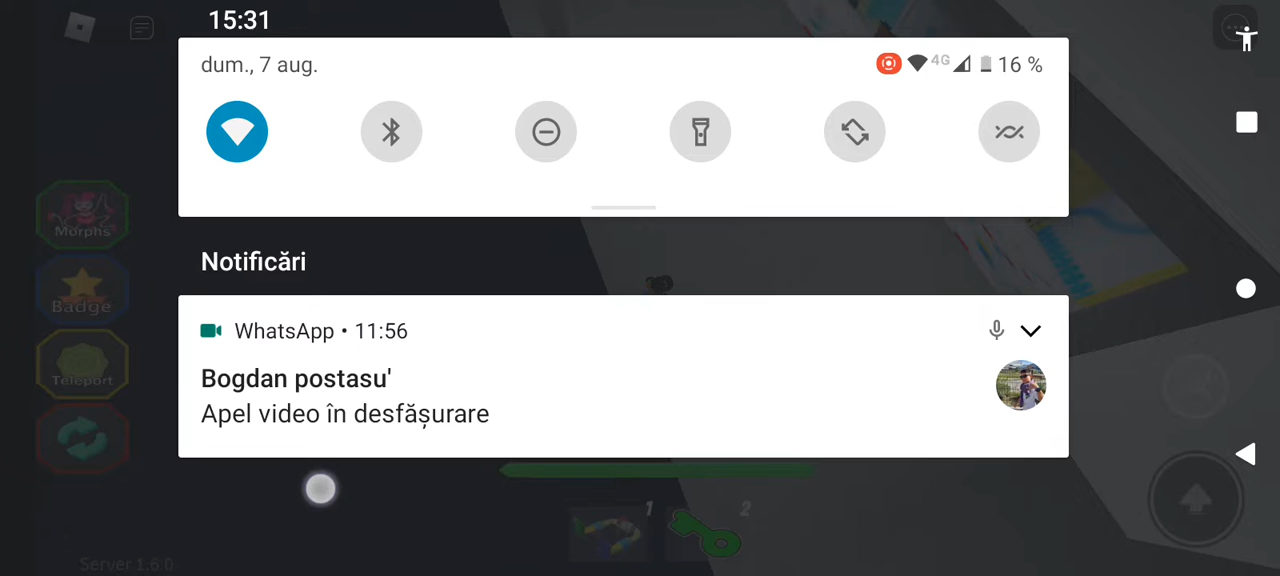 15:31
dum., 7 aug.
4G
16 %
Notificări
WhatsApp • 11:56
Bogdan postasu'
Apel video în desfășurare
Morphs
Badge
Teleport
1
2
Server 1.6.0